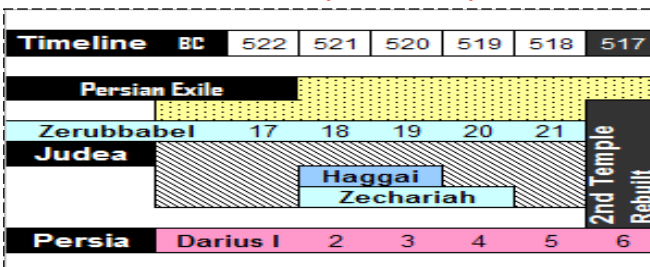 Timeline BC 522 521 520 519 518 517
Persian Exile
Zerubbabel 17 18 19 20 21
Judea
Haggai
Zechariah
2nd Temple
Rebuilt
Persia Darius I 2 3 4 5 6